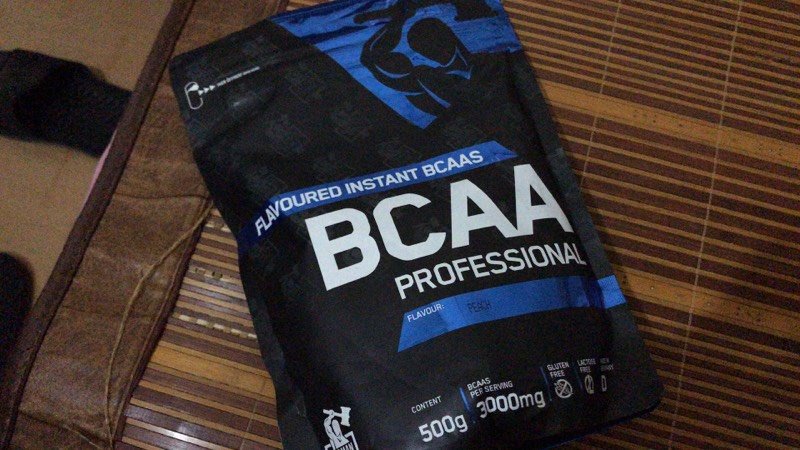 FLAVOURED INSTANT BCAAS
BCAA
PROFESSIONAL
FLAVOUR: PEACH
CONTENT
500g
BCAAS
PER SERVING
3000mg
GLUTEN
FREE
LACTOSE
FREE